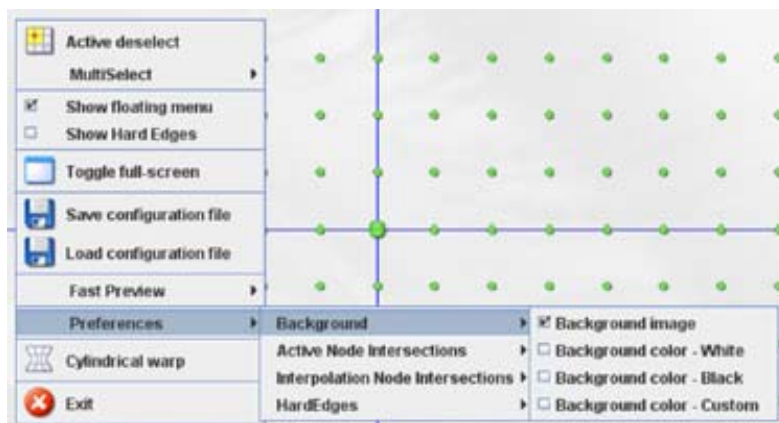 Active deselect
MultiSelect
Show floating menu
Show Hard Edges
Toggle full-screen
Save configuration file
Load configuration file
Fast Preview
Preferences
Cylindrical warp
Exit
Background
Active Node Intersections
Interpolation Node Intersections
HardEdges
Background image
Background color - White
Background color - Black
Background color - Custom